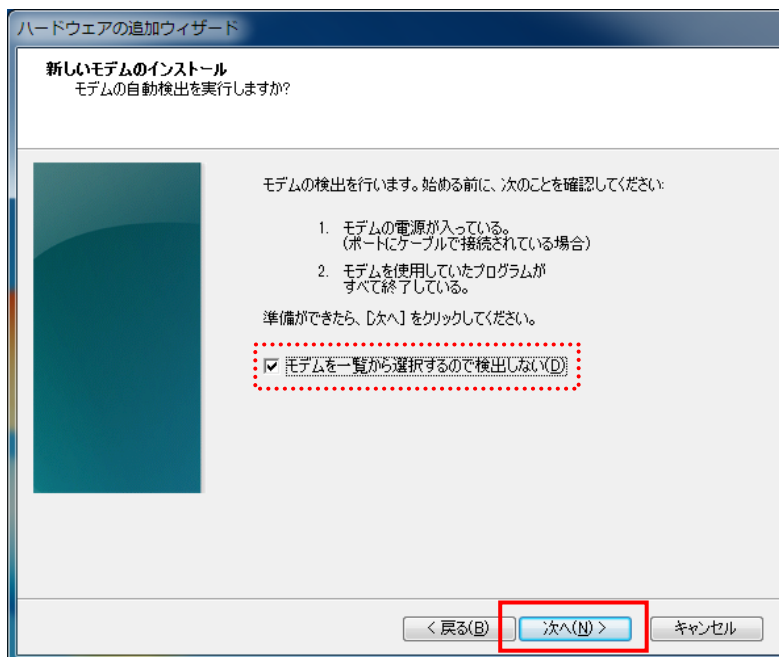 ハードウェアの追加ウィザード
新しいモデムのインストール
モデムの自動検出を実行しますか?
モデムの検出を行います。始める前に、次のことを確認してください:
1. モデムの電源が入っている。
(ポートにケーブルで接続されている場合)
2. モデムを使用していたプログラムが
すべて終了している。
準備ができたら、[次へ] をクリックしてください。
モデムを一覧から選択するので検出しない(D)
< 戻る(B)
次へ(N) >
キャンセル